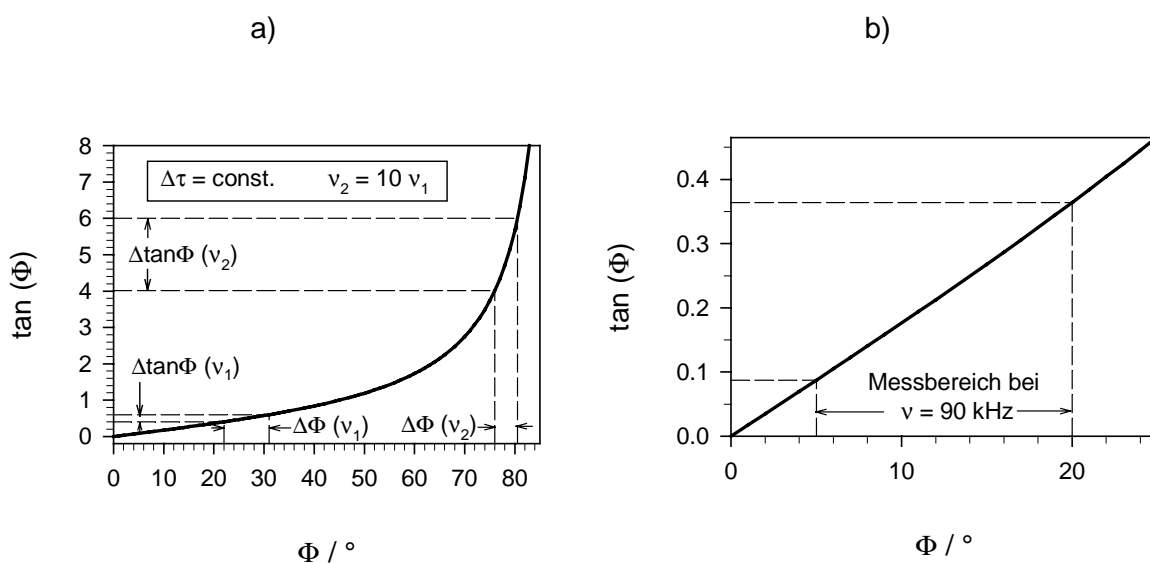 a)
8
7
6
5
4
3
2
1
0
tan (Φ)
Δτ = const. ν₂ = 10 ν₁
ΔtanΦ (ν₂)
ΔtanΦ (ν₁)
ΔΦ (ν₁)
ΔΦ (ν₂)
0 10 20 30 40 50 60 70 80
Φ / °
b)
0.4
0.3
0.2
0.1
0.0
tan (Φ)
Messbereich bei
ν = 90 kHz
0 10 20
Φ / °